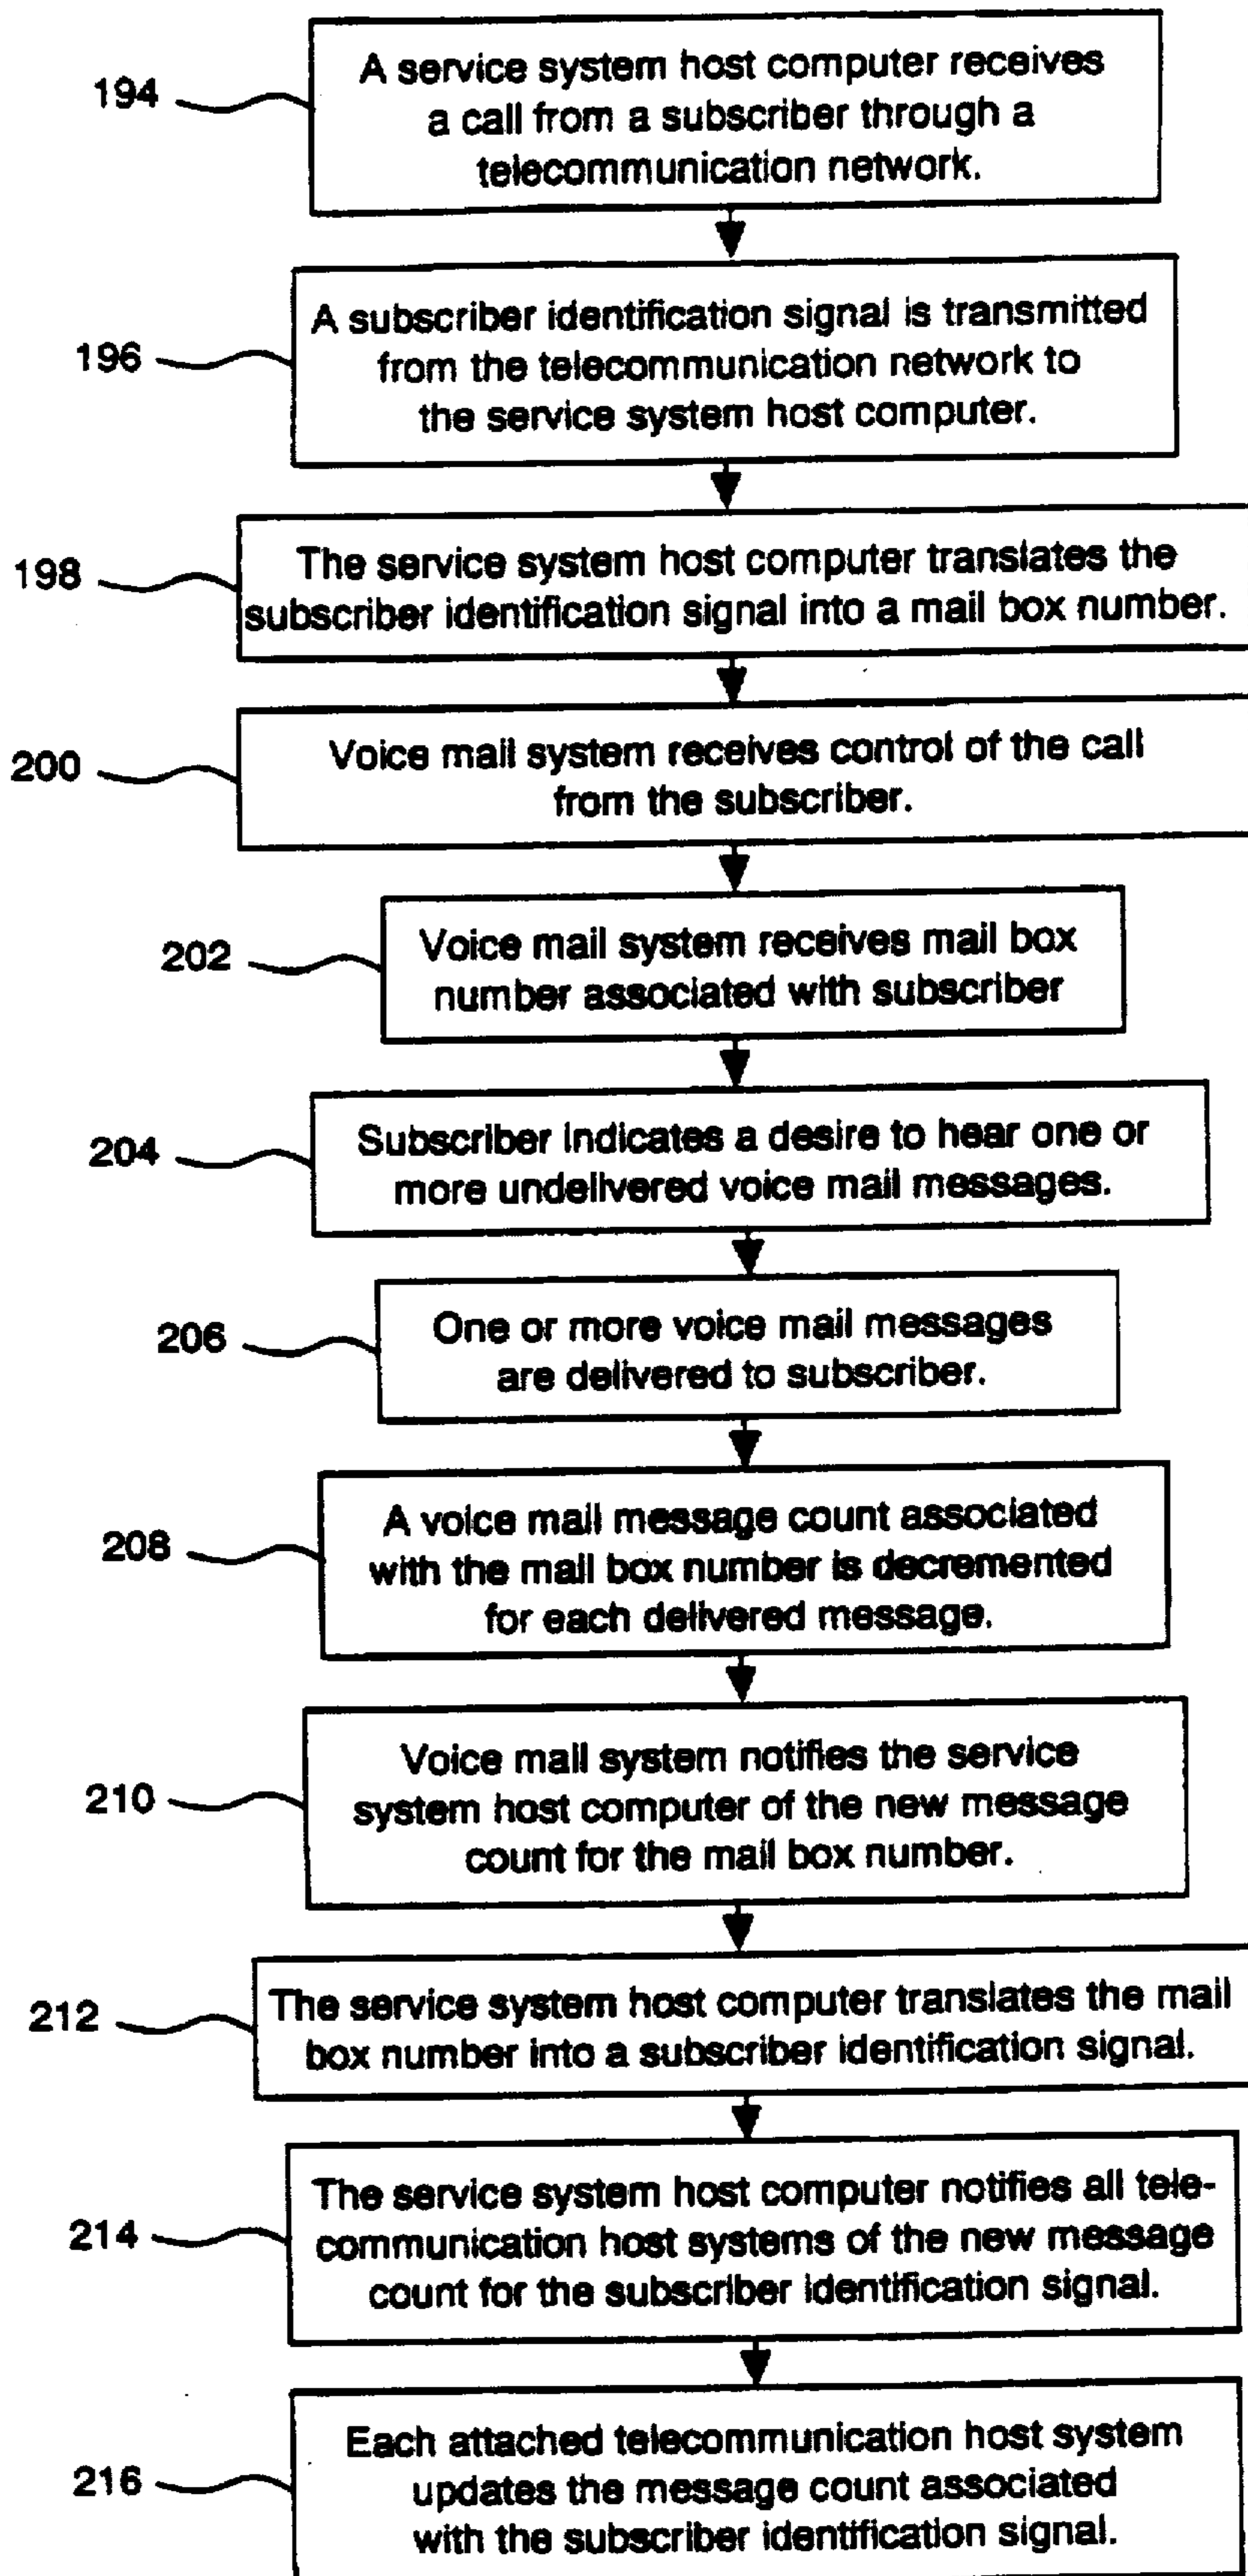 194
A service system host computer receives
a call from a subscriber through a
telecommunication network.
196
A subscriber identification signal is transmitted
from the telecommunication network to
the service system host computer.
198
The service system host computer translates the
subscriber identification signal into a mail box number.
200
Voice mail system receives control of the call
from the subscriber.
202
Voice mail system receives mail box
number associated with subscriber
204
Subscriber indicates a desire to hear one or
more undelivered voice mail messages.
206
One or more voice mail messages
are delivered to subscriber.
208
A voice mail message count associated
with the mail box number is decremented
for each delivered message.
210
Voice mail system notifies the service
system host computer of the new message
count for the mail box number.
212
The service system host computer translates the mail
box number into a subscriber identification signal.
214
The service system host computer notifies all tele-
communication host systems of the new message
count for the subscriber identification signal.
216
Each attached telecommunication host system
updates the message count associated
with the subscriber identification signal.